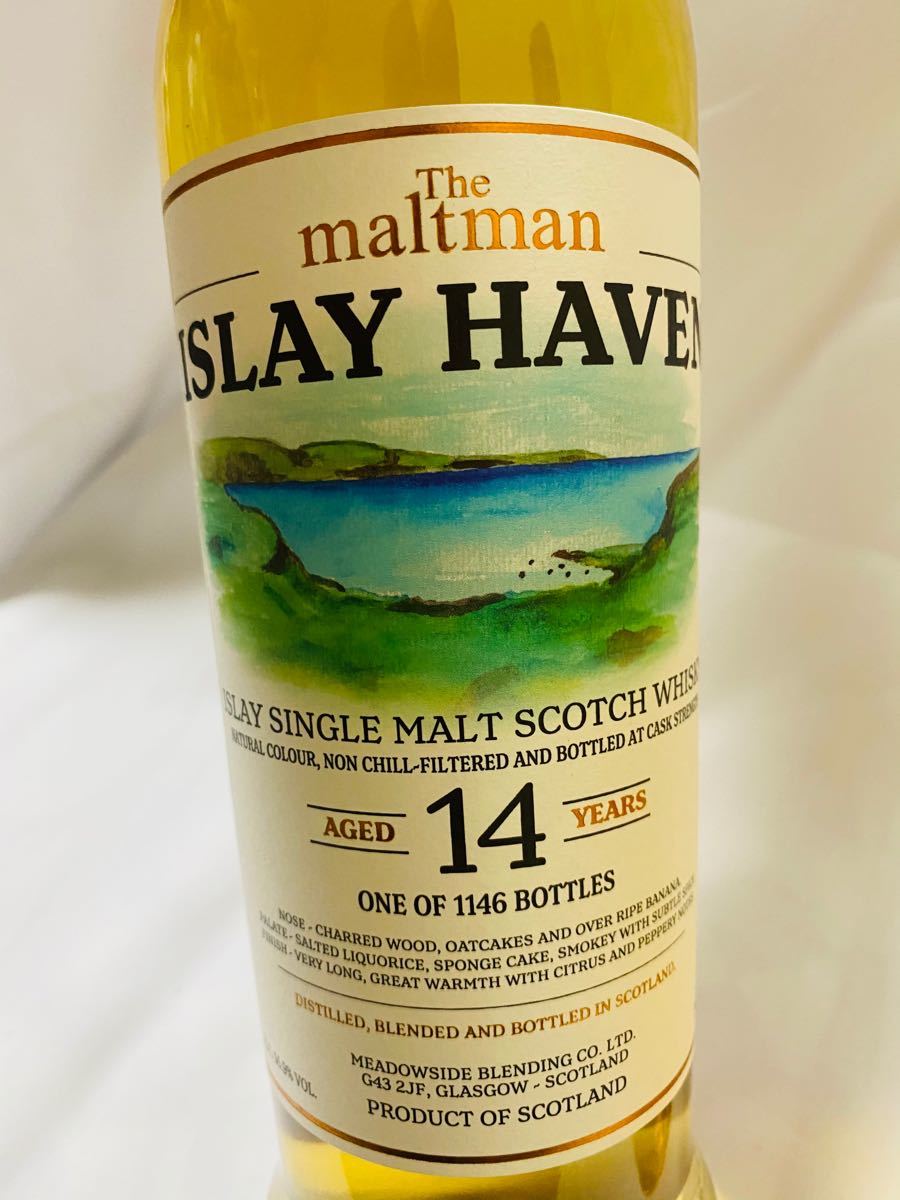 The
maltman
ISLAY HAVEN
ISLAY SINGLE MALT SCOTCH WHISKY
NATURAL COLOUR, NON CHILL-FILTERED AND BOTTLED AT CASK STRENGTH
AGED 14 YEARS
ONE OF 1146 BOTTLES
NOSE - CHARRED WOOD, OATCAKES AND OVER RIPE BANANA
PALATE - SALTED LIQUORICE, SPONGE CAKE, SMOKEY WITH SUBTLE SPICE
FINISH - VERY LONG, GREAT WARMTH WITH CITRUS AND PEPPERY NOTES
DISTILLED, BLENDED AND BOTTLED IN SCOTLAND.
MEADOWSIDE BLENDING CO. LTD.
G43 2JF, GLASGOW - SCOTLAND
VOL.
PRODUCT OF SCOTLAND